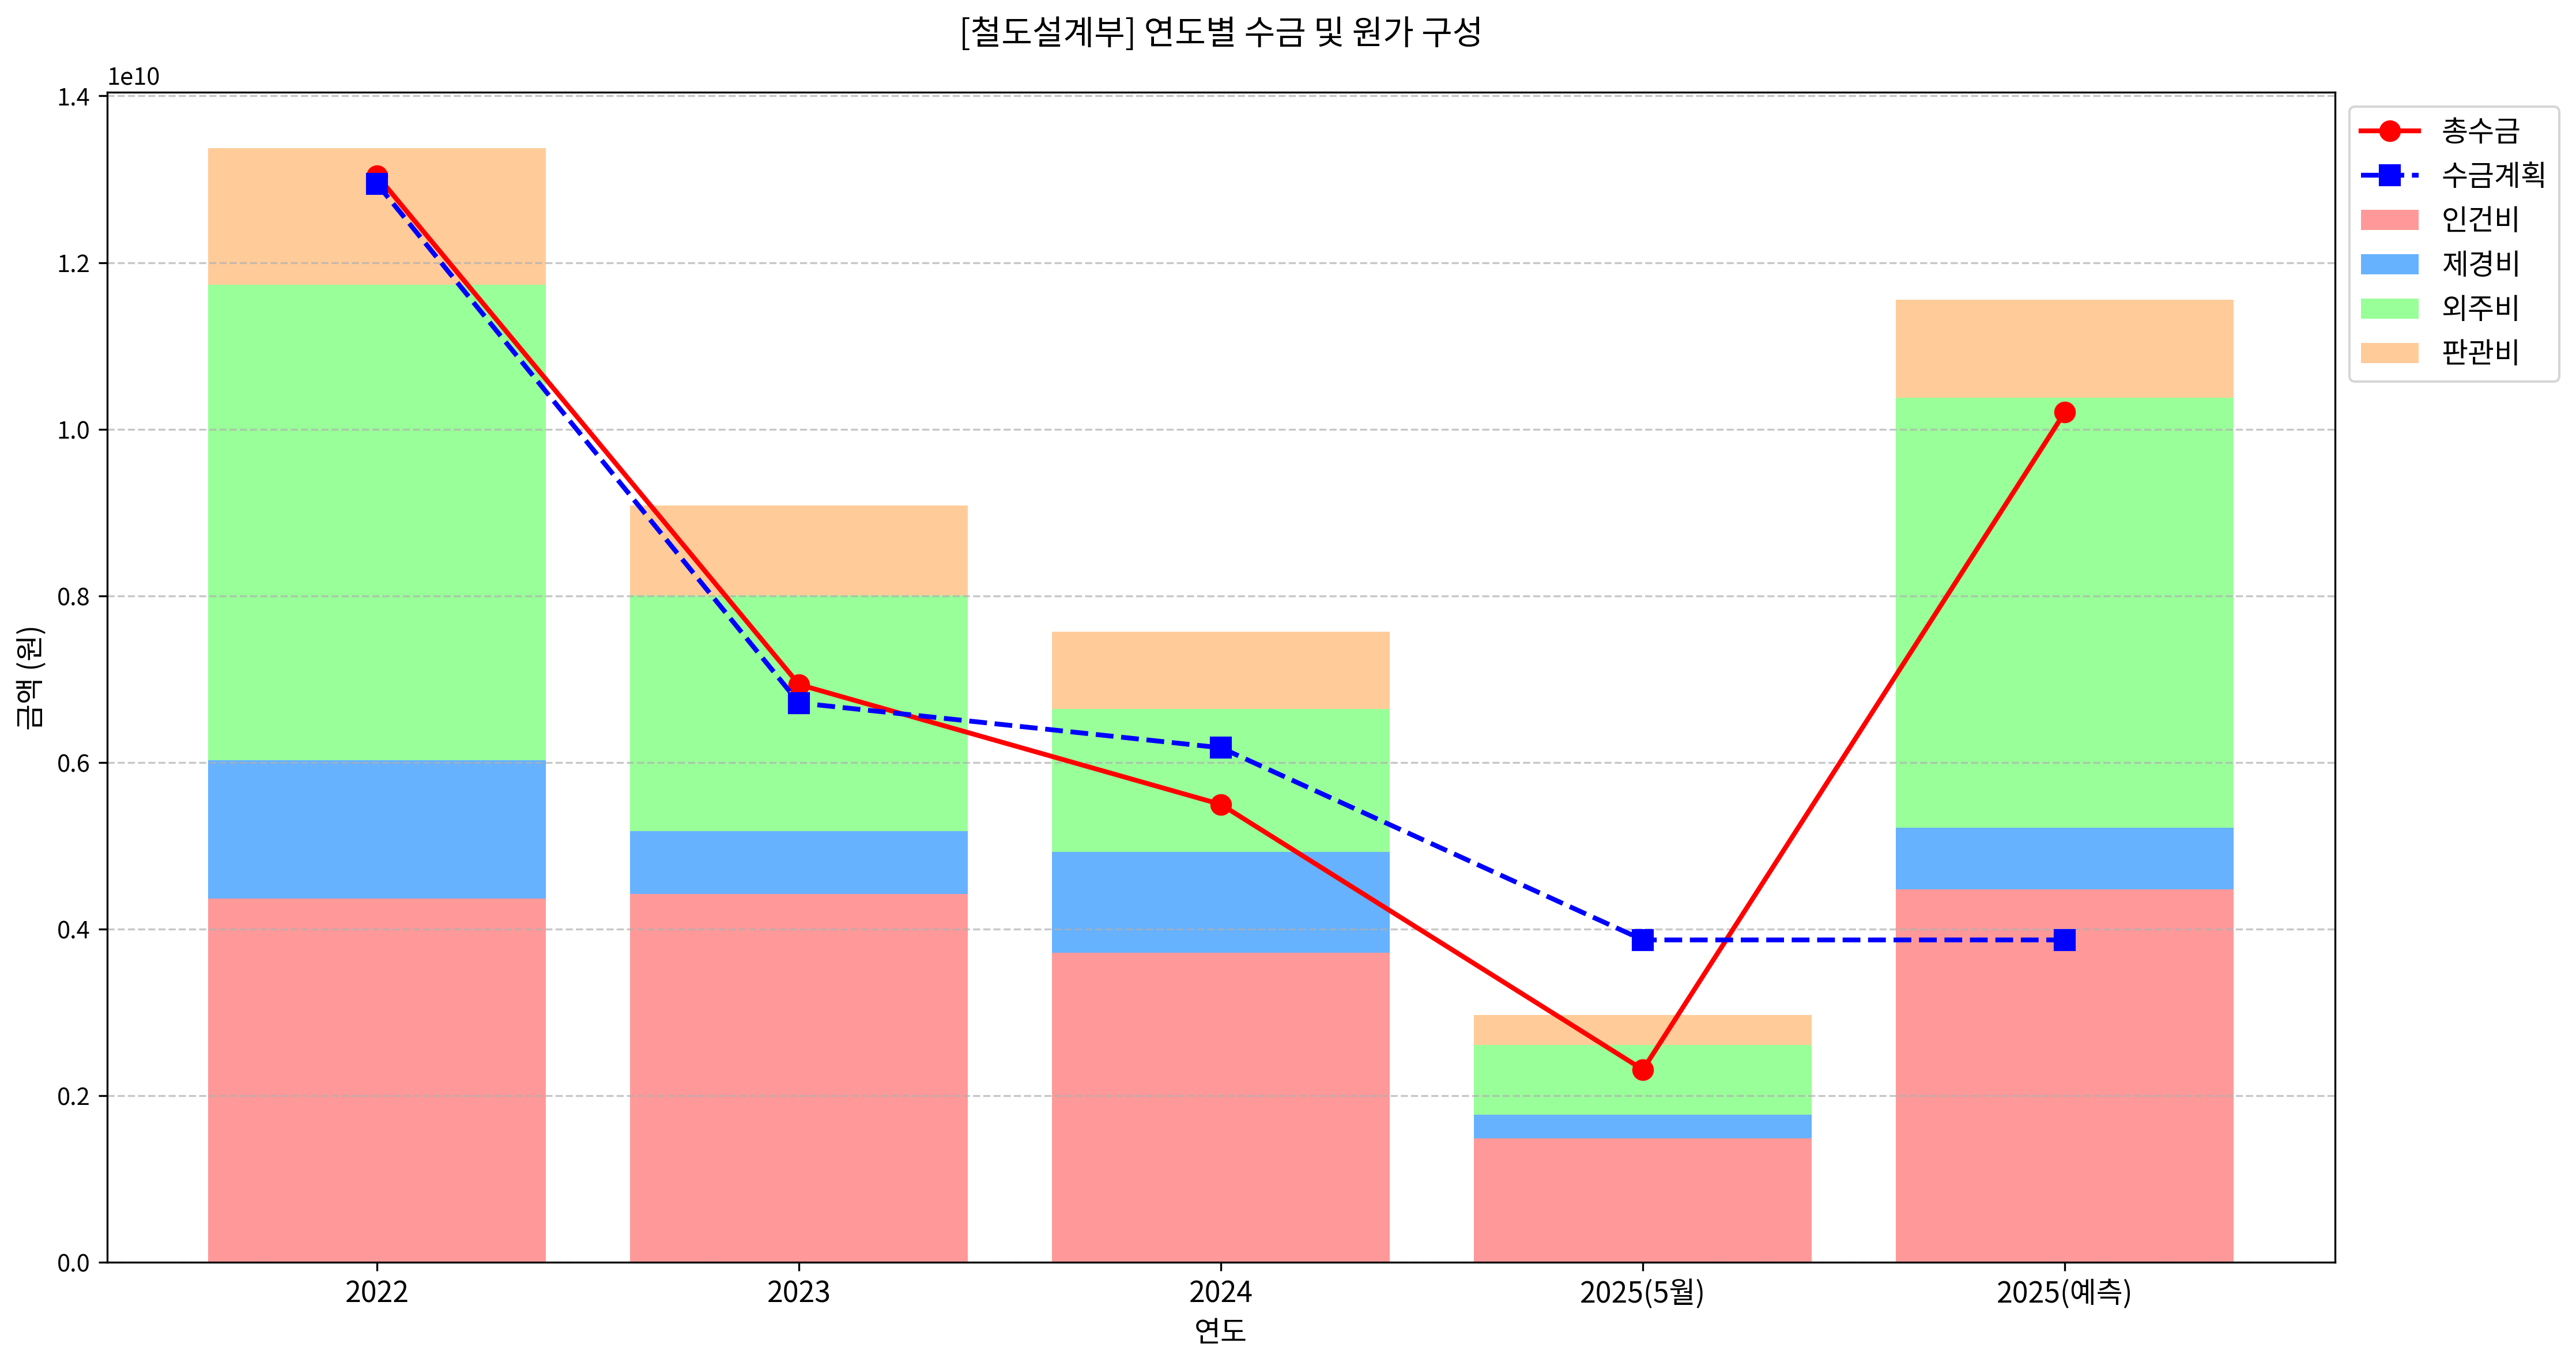 [철도설계부] 연도별 수금 및 원가 구성
1e10
1.4
1.2
1.0
0.8
0.6
0.4
0.2
0.0
금액 (원)
2022
2023
2024
2025(5월)
2025(예측)
연도
총수금
수금계획
인건비
제경비
외주비
판관비